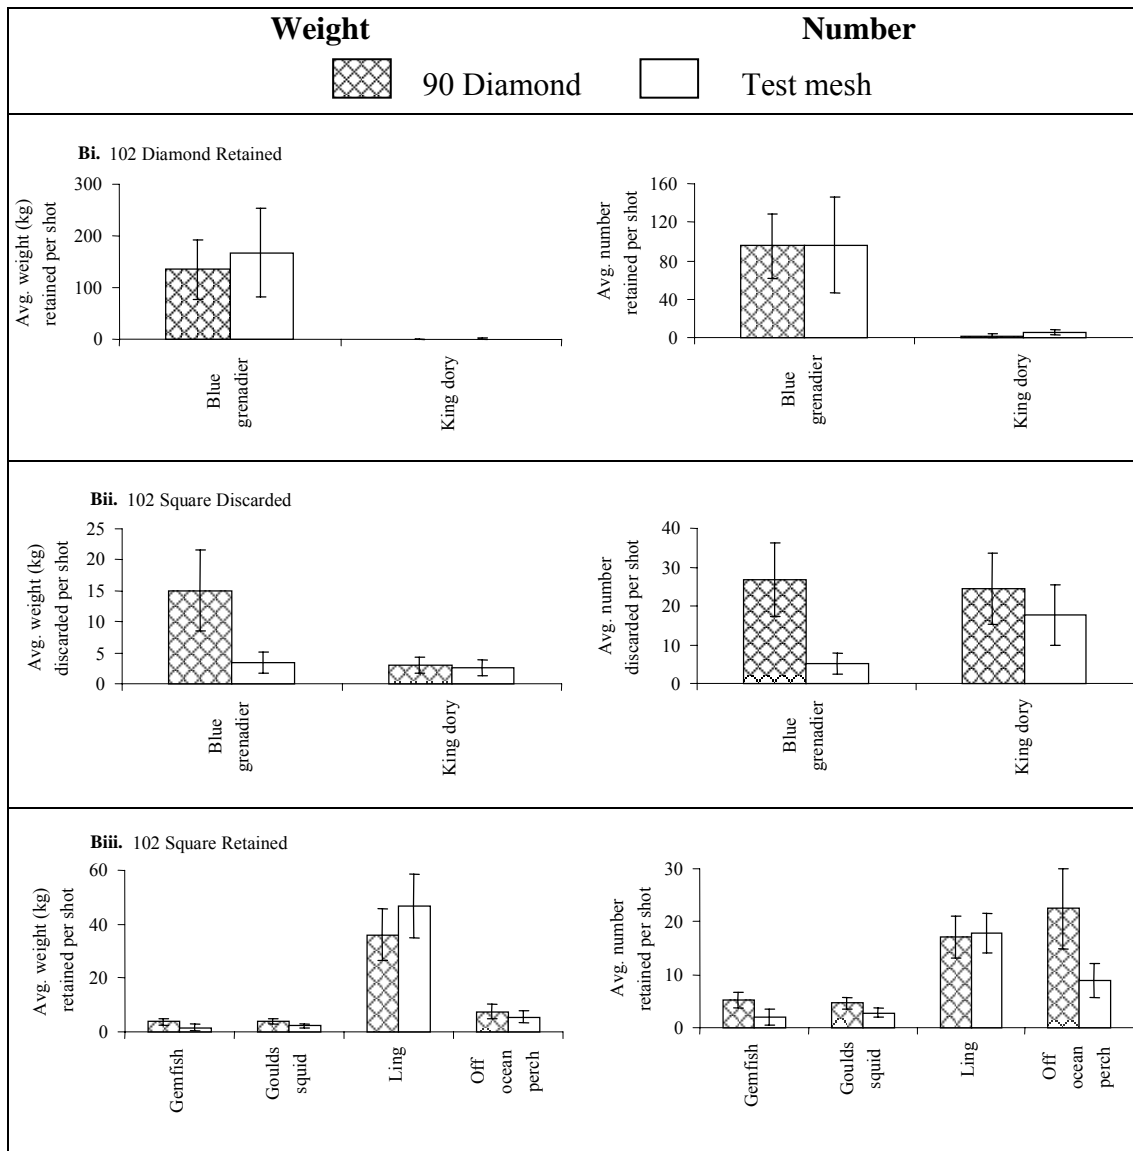 Weight Number
90 Diamond Test mesh
Bi. 102 Diamond Retained
Avg. weight (kg)
retained per shot
300
200
100
0
Blue
grenadier
King dory
Avg. number
retained per shot
160
120
80
40
0
Blue
grenadier
King dory
Bii. 102 Square Discarded
Avg. weight (kg)
discarded per shot
25
20
15
10
5
0
Blue
grenadier
King dory
Avg. number
discarded per shot
40
30
20
10
0
Blue
grenadier
King dory
Biii. 102 Square Retained
Avg. weight (kg)
retained per shot
60
40
20
0
Gemfish
Goulds
squid
Ling
Off
ocean
perch
Avg. number
retained per shot
30
20
10
0
Gemfish
Goulds
squid
Ling
Off
ocean
perch